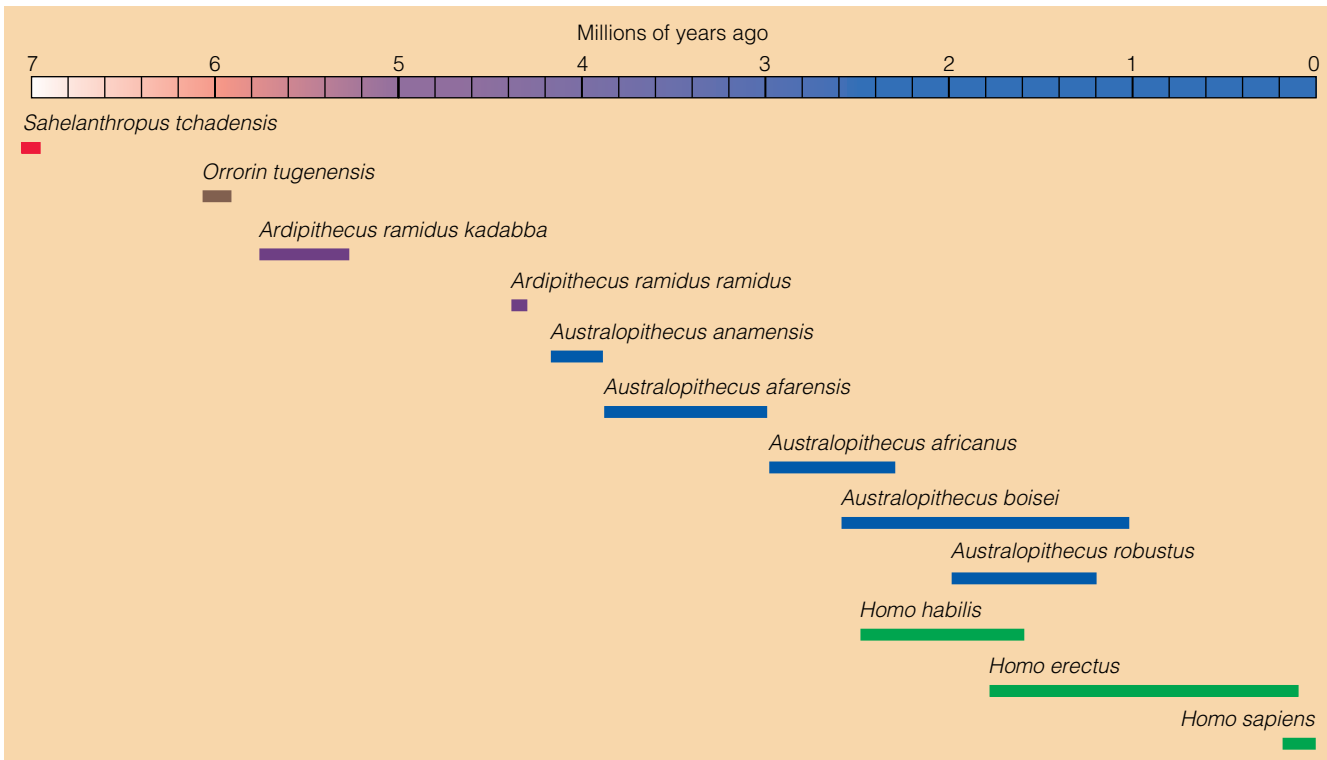 Millions of years ago
7 6 5 4 3 2 1 0
Sahelanthropus tchadensis
Orrorin tugenensis
Ardipithecus ramidus kadabba
Ardipithecus ramidus ramidus
Australopithecus anamensis
Australopithecus afarensis
Australopithecus africanus
Australopithecus boisei
Australopithecus robustus
Homo habilis
Homo erectus
Homo sapiens